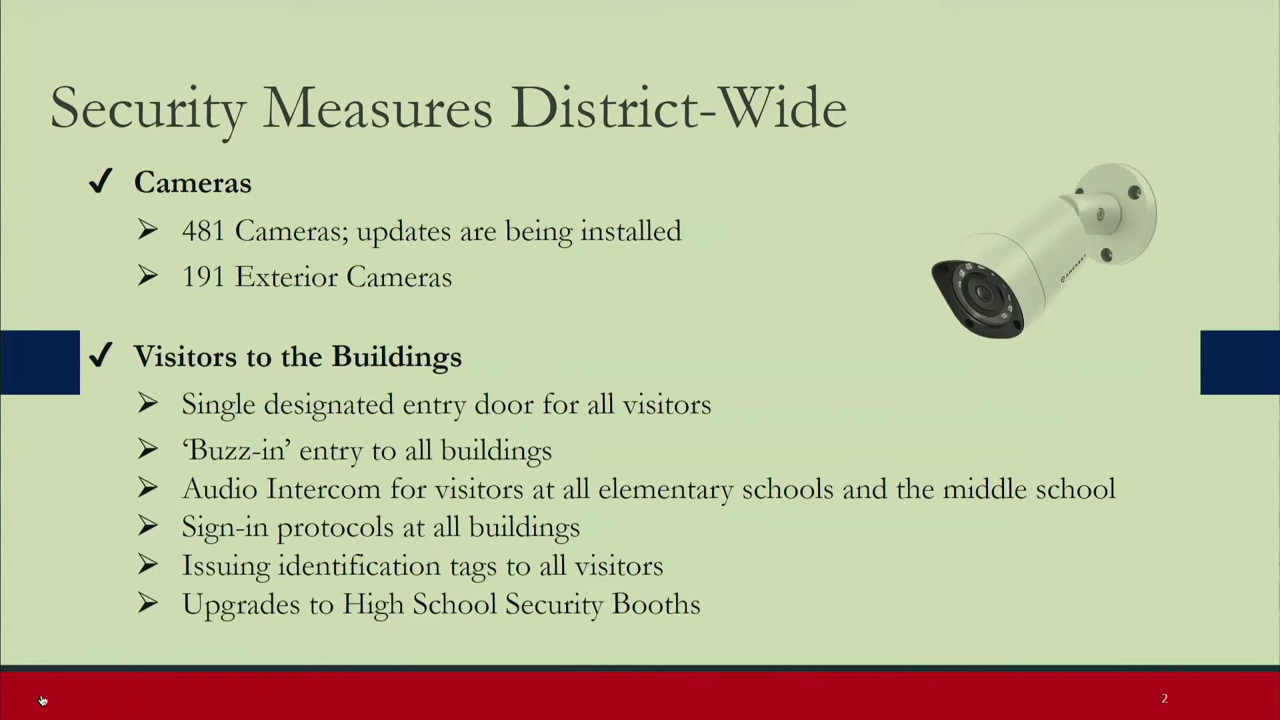 Security Measures District-Wide
✓ Cameras
➢ 481 Cameras; updates are being installed
➢ 191 Exterior Cameras
✓ Visitors to the Buildings
➢ Single designated entry door for all visitors
➢ ‘Buzz-in’ entry to all buildings
➢ Audio Intercom for visitors at all elementary schools and the middle school
➢ Sign-in protocols at all buildings
➢ Issuing identification tags to all visitors
➢ Upgrades to High School Security Booths
2